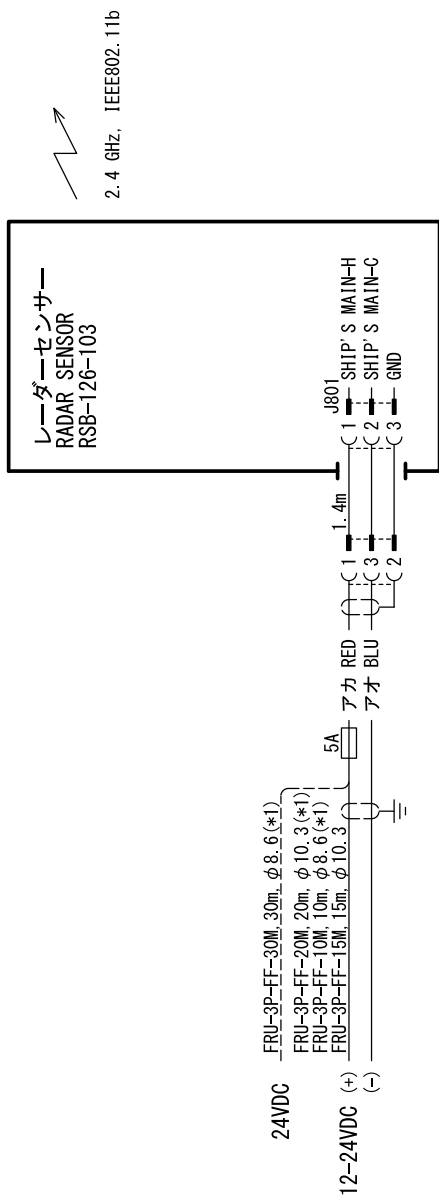 レーダーセンサー
RADAR SENSOR
RSB-126-103
2.4 GHz, IEEE802.11b
J801
1 SHIP'S MAIN-H
2 SHIP'S MAIN-C
3 GND
1.4m
1
3
2
アカ RED
アオ BLU
5A
24VDC
FRU-3P-FF-30M, 30m, φ8.6(*1)
FRU-3P-FF-20M, 20m, φ10.3(*1)
FRU-3P-FF-10M, 10m, φ8.6(*1)
FRU-3P-FF-15M, 15m, φ10.3
12-24VDC (+)
(-)